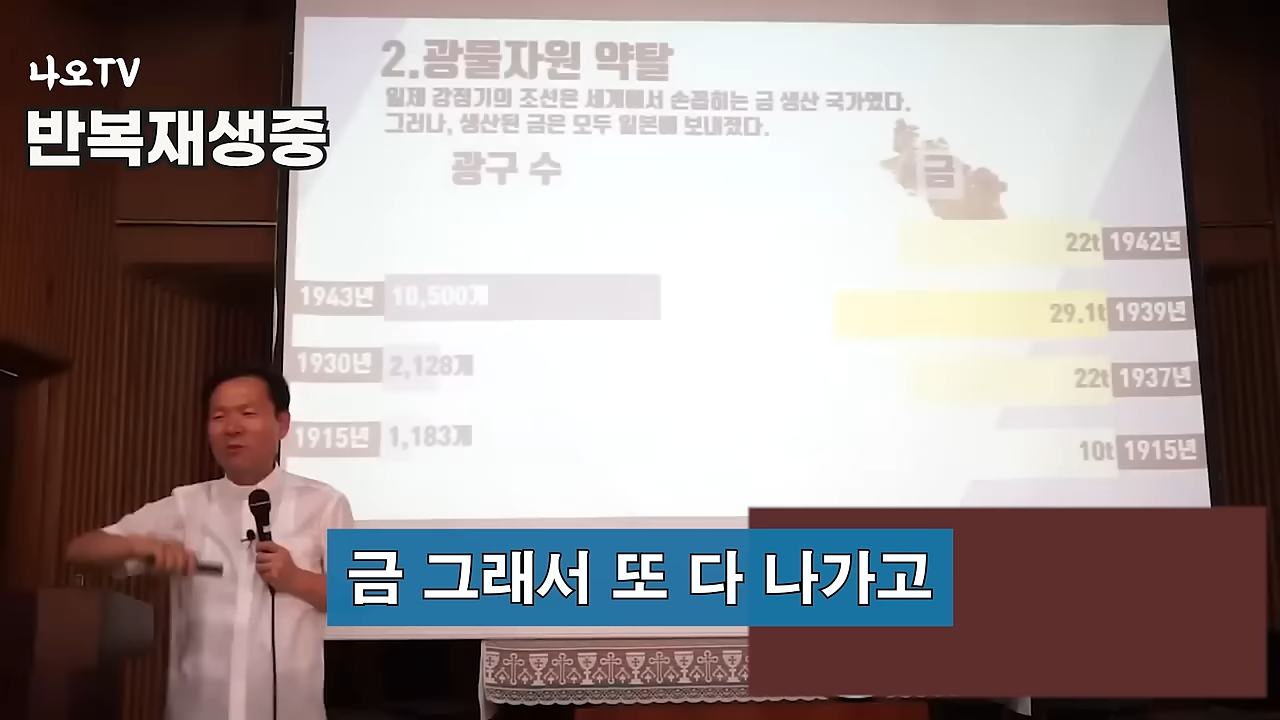 나오TV
반복재생중
2.광물자원 약탈
일제 강점기의 조선은 세계에서 손꼽히는 금 생산 국가였다.
그러나, 생산된 금은 모두 일본에 보내졌다.
광구 수
금
22t 1942년
1943년 10,500개
29.1t 1939년
1930년 2,128개
22t 1937년
1915년 1,183개
10t 1915년
금 그래서 또 다 나가고